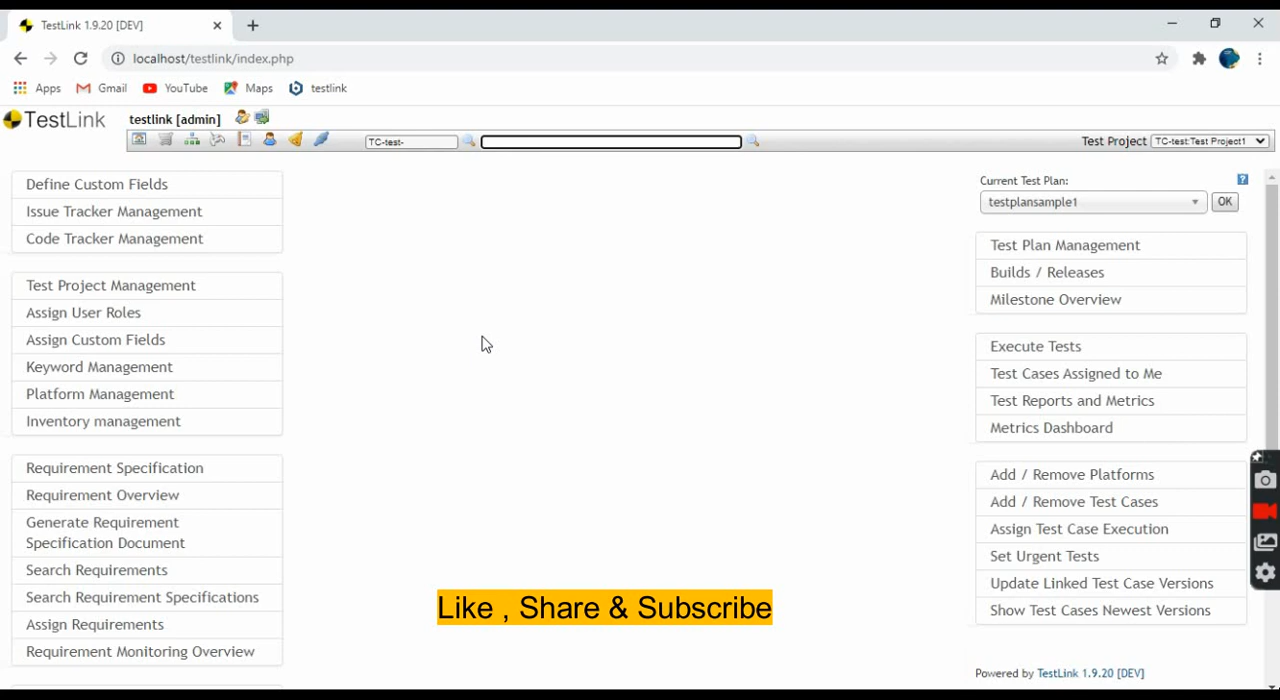 TestLink 1.9.20 [DEV]
localhost/testlink/index.php
Apps Gmail YouTube Maps testlink
TestLink testlink [admin]
TC-test- Test Project TC-test:Test Project1
Define Custom Fields
Issue Tracker Management
Code Tracker Management
Test Project Management
Assign User Roles
Assign Custom Fields
Keyword Management
Platform Management
Inventory management
Requirement Specification
Requirement Overview
Generate Requirement
Specification Document
Search Requirements
Search Requirement Specifications
Assign Requirements
Requirement Monitoring Overview
Current Test Plan:
testplansample1 OK
Test Plan Management
Builds / Releases
Milestone Overview
Execute Tests
Test Cases Assigned to Me
Test Reports and Metrics
Metrics Dashboard
Add / Remove Platforms
Add / Remove Test Cases
Assign Test Case Execution
Set Urgent Tests
Update Linked Test Case Versions
Show Test Cases Newest Versions
Powered by TestLink 1.9.20 [DEV]
Like , Share & Subscribe